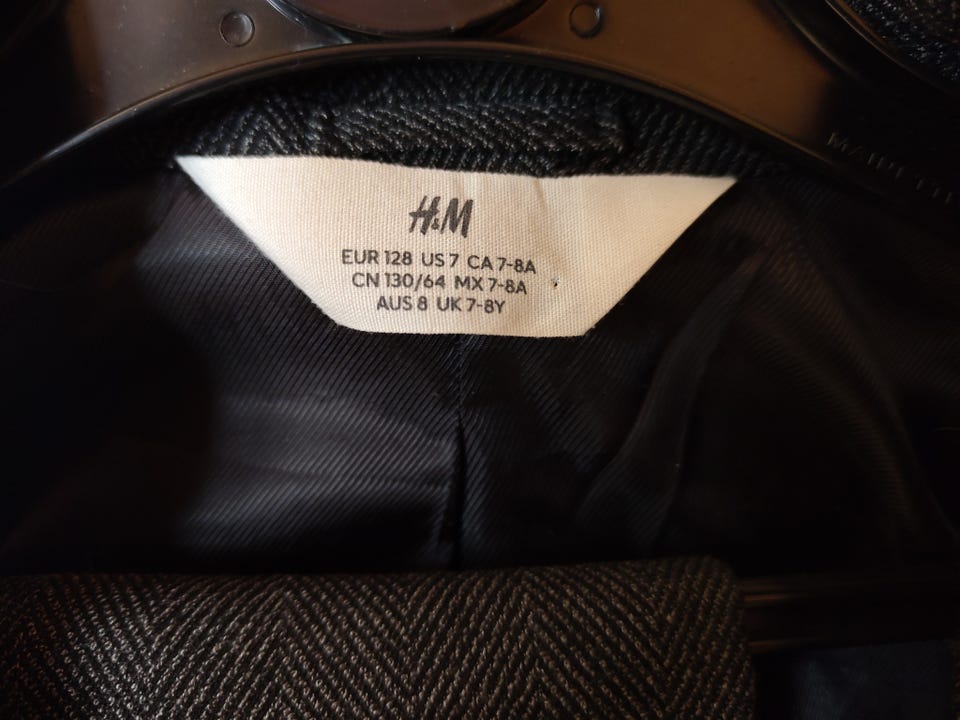 H&M
EUR 128 US 7 CA 7-8A
CN 130/64 MX 7-8A
AUS 8 UK 7-8Y